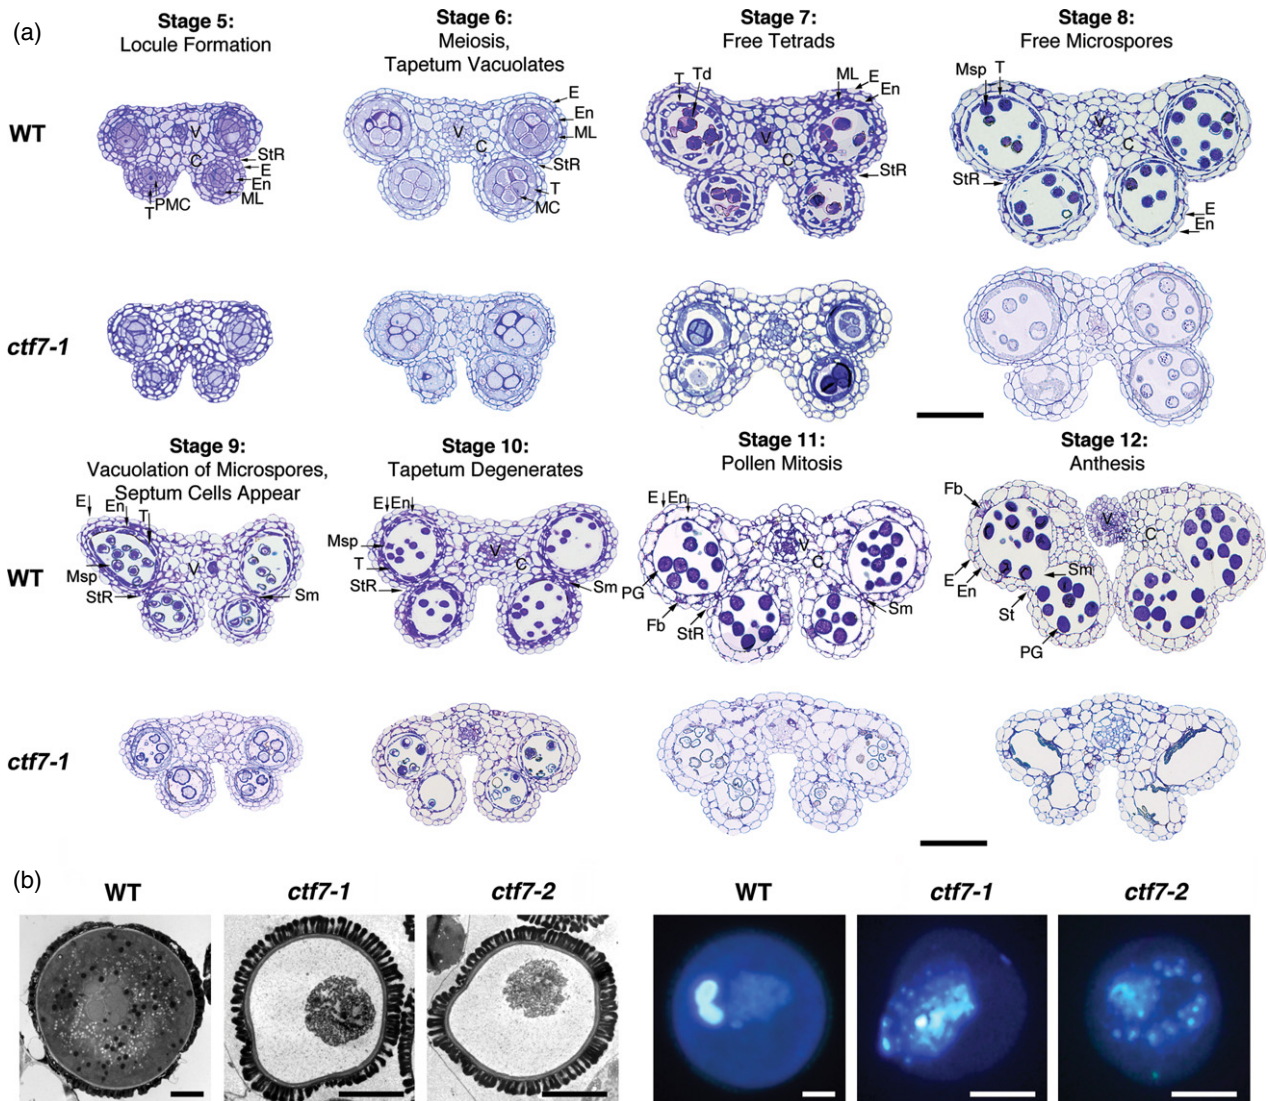 (a)
Stage 5:
Locule Formation
Stage 6:
Meiosis,
Tapetum Vacuolates
Stage 7:
Free Tetrads
Stage 8:
Free Microspores
WT
V
C
StR
E
En
ML
T
PMC
E
En
ML
V
C
StR
T
MC
T
Td
ML
E
En
V
C
StR
Msp
T
V
C
StR
E
En
ctf7-1
Stage 9:
Vacuolation of Microspores,
Septum Cells Appear
Stage 10:
Tapetum Degenerates
Stage 11:
Pollen Mitosis
Stage 12:
Anthesis
WT
E
En
T
V
Msp
StR
Sm
E En
Msp
T
StR
V
C
Sm
E En
V
C
PG
Fb
StR
Sm
Fb
V
C
E
En
Sm
St
PG
ctf7-1
(b)
WT
ctf7-1
ctf7-2
WT
ctf7-1
ctf7-2